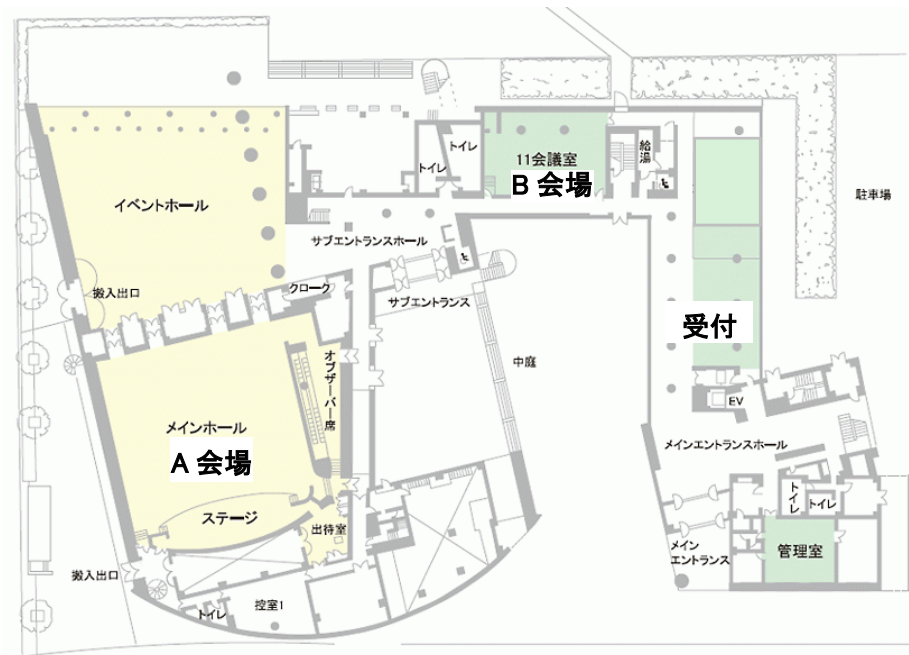 トイレ
トイレ
11会議室
B 会場
給湯
駐車場
イベントホール
サブエントランスホール
搬入出口
クローク
サブエントランス
受付
中庭
オブザーバー席
EV
メインホール
A 会場
メインエントランスホール
ステージ
出待室
トイレ
トイレ
メイン
エントランス
管理室
搬入出口
控室1
トイレ